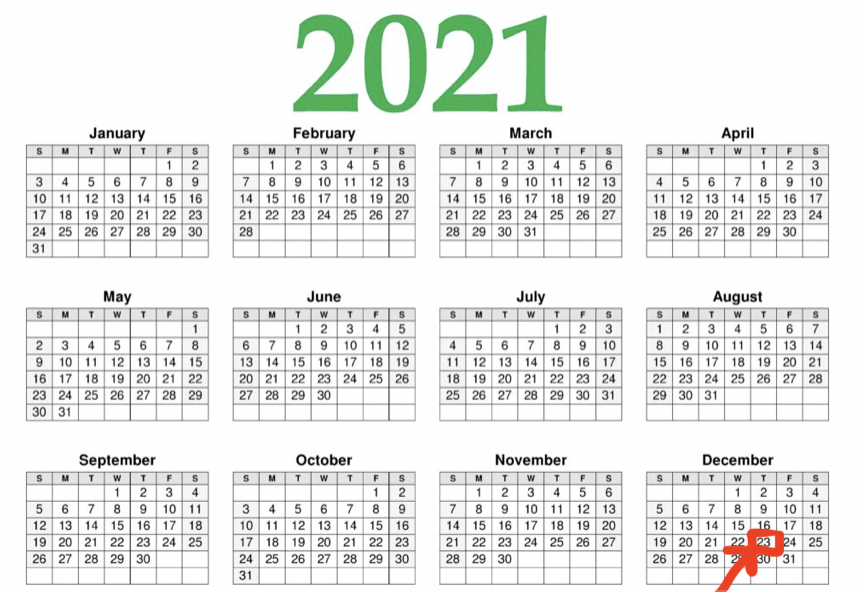 2021
January
S M T W T F S
1 2
3 4 5 6 7 8 9
10 11 12 13 14 15 16
17 18 19 20 21 22 23
24 25 26 27 28 29 30
31
February
S M T W T F S
1 2 3 4 5 6
7 8 9 10 11 12 13
14 15 16 17 18 19 20
21 22 23 24 25 26 27
28
March
S M T W T F S
1 2 3 4 5 6
7 8 9 10 11 12 13
14 15 16 17 18 19 20
21 22 23 24 25 26 27
28 29 30 31
April
S M T W T F S
1 2 3
4 5 6 7 8 9 10
11 12 13 14 15 16 17
18 19 20 21 22 23 24
25 26 27 28 29 30
May
S M T W T F S
1
2 3 4 5 6 7 8
9 10 11 12 13 14 15
16 17 18 19 20 21 22
23 24 25 26 27 28 29
30 31
June
S M T W T F S
1 2 3 4 5
6 7 8 9 10 11 12
13 14 15 16 17 18 19
20 21 22 23 24 25 26
27 28 29 30
July
S M T W T F S
1 2 3
4 5 6 7 8 9 10
11 12 13 14 15 16 17
18 19 20 21 22 23 24
25 26 27 28 29 30 31
August
S M T W T F S
1 2 3 4 5 6 7
8 9 10 11 12 13 14
15 16 17 18 19 20 21
22 23 24 25 26 27 28
29 30 31
September
S M T W T F S
1 2 3 4
5 6 7 8 9 10 11
12 13 14 15 16 17 18
19 20 21 22 23 24 25
26 27 28 29 30
October
S M T W T F S
1 2
3 4 5 6 7 8 9
10 11 12 13 14 15 16
17 18 19 20 21 22 23
24 25 26 27 28 29 30
31
November
S M T W T F S
1 2 3 4 5 6
7 8 9 10 11 12 13
14 15 16 17 18 19 20
21 22 23 24 25 26 27
28 29 30
December
S M T W T F S
1 2 3 4
5 6 7 8 9 10 11
12 13 14 15 16 17 18
19 20 21 22 23 24 25
26 27 28 29 30 31